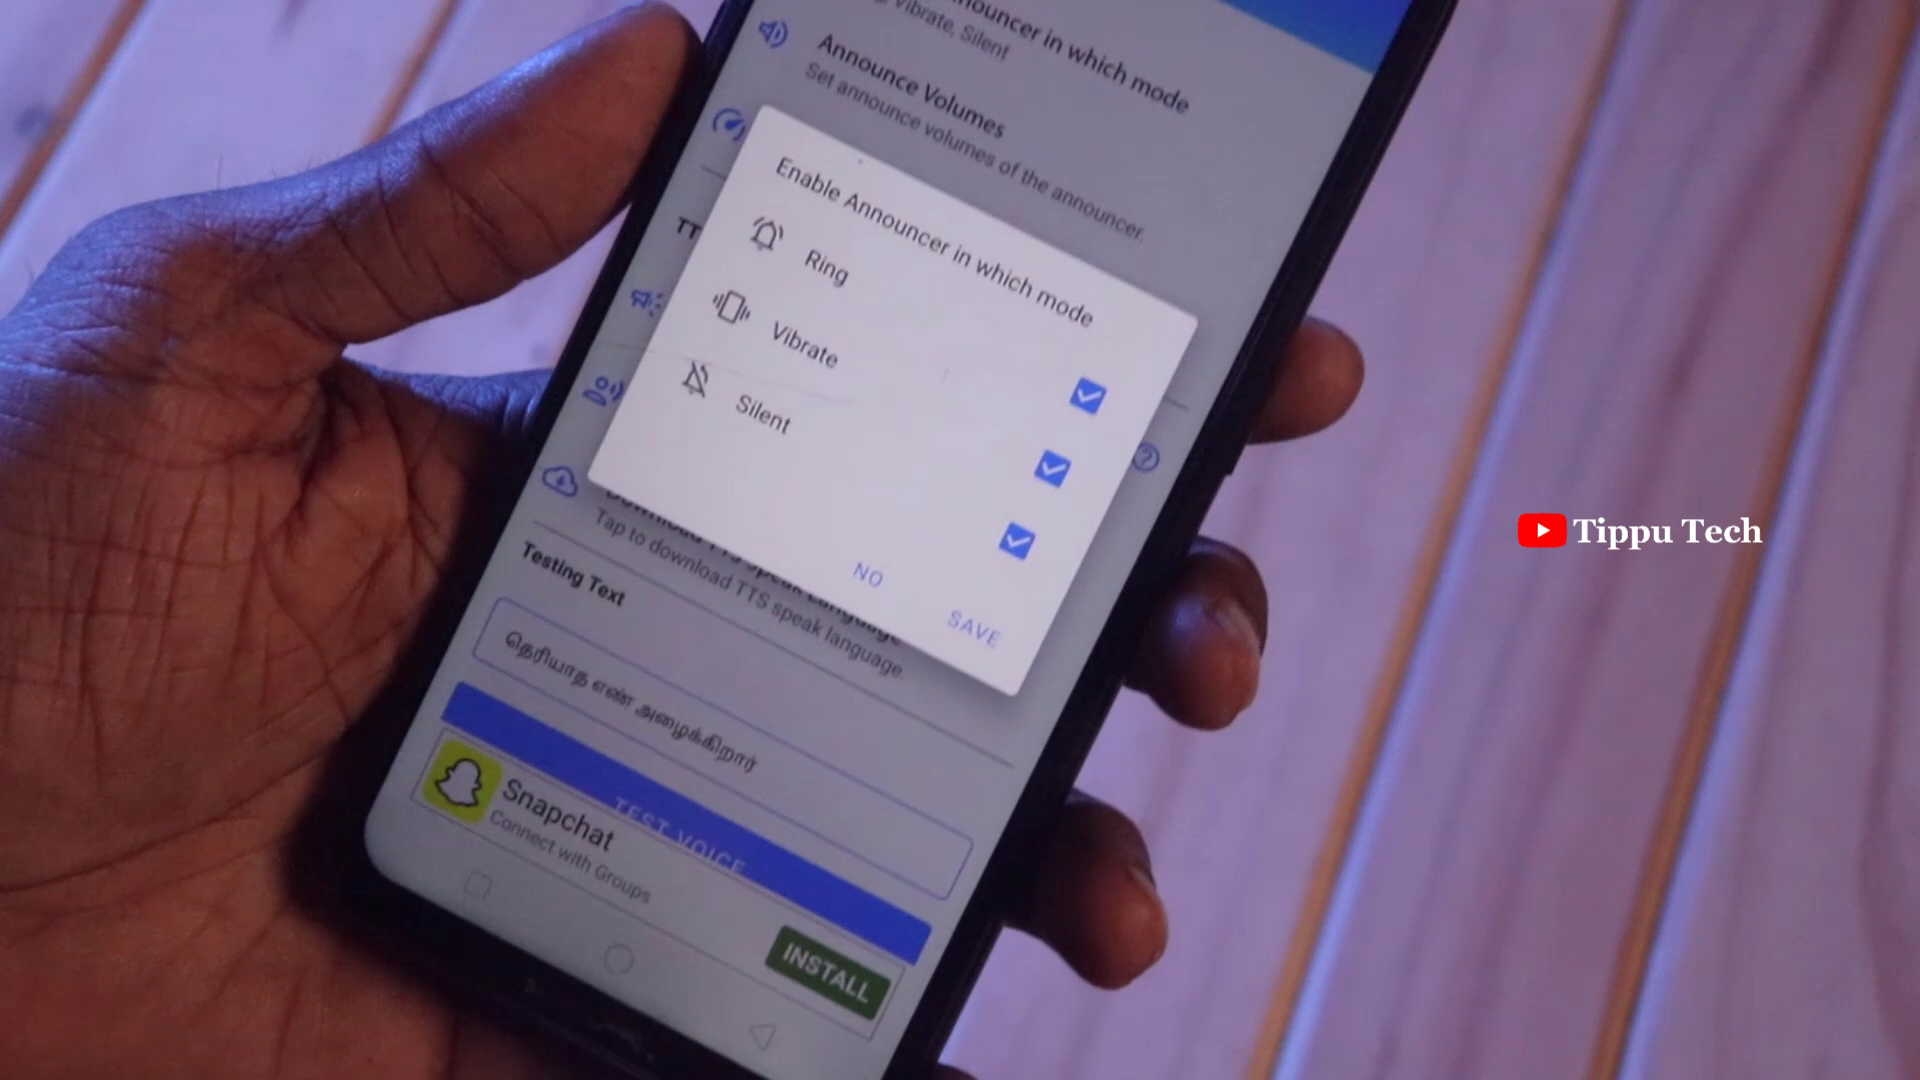 nnouncer in which mode
Vibrate, Silent
Announce Volumes
Set announce volumes of the announcer.
Enable Announcer in which mode
Ring
Vibrate
Silent
NO
SAVE
TT
Download TTS speak Language
Tap to download TTS speak language.
Testing Text
தெரியாத எண் அழைக்கிறார்
TEST VOICE
Snapchat
Connect with Groups
INSTALL
Tippu Tech